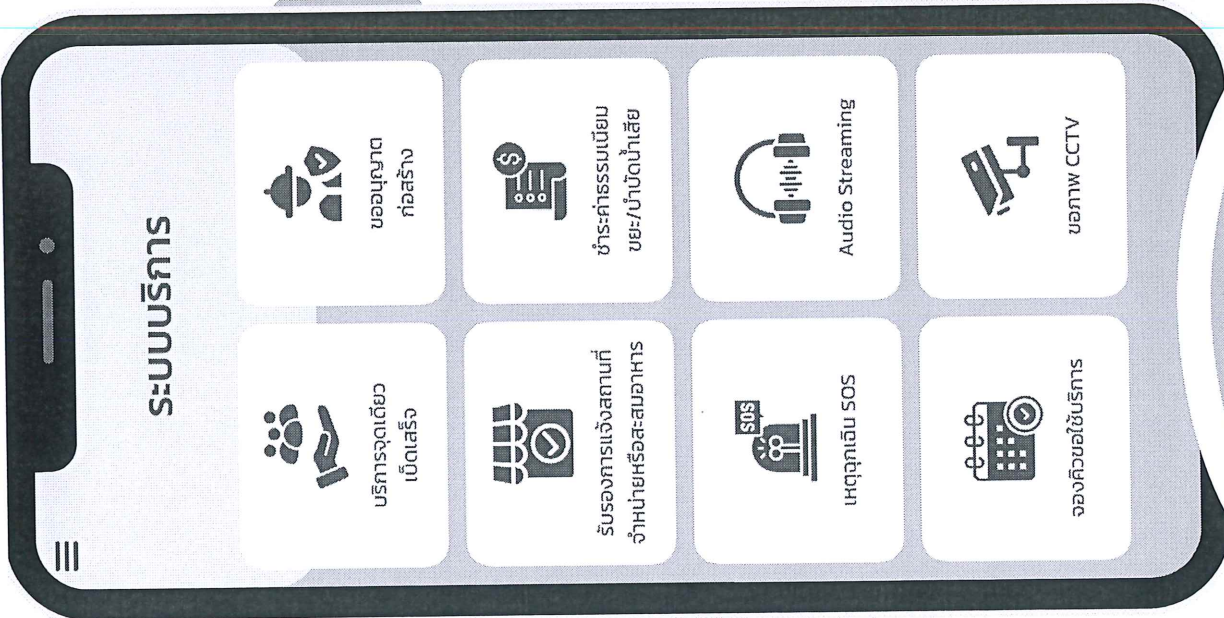 ระบบบริการ
บริการจุดเดียว
เบ็ดเสร็จ
ขออนุญาต
ก่อสร้าง
รับรองการแจ้งสถานที่
จำหน่ายหรือสะสมอาหาร
$
ชำระค่าธรรมเนียม
ขยะ/บำบัดน้ำเสีย
SOS
เหตุฉุกเฉิน SOS
Audio Streaming
จองคิวขอใช้บริการ
ขอภาพ CCTV